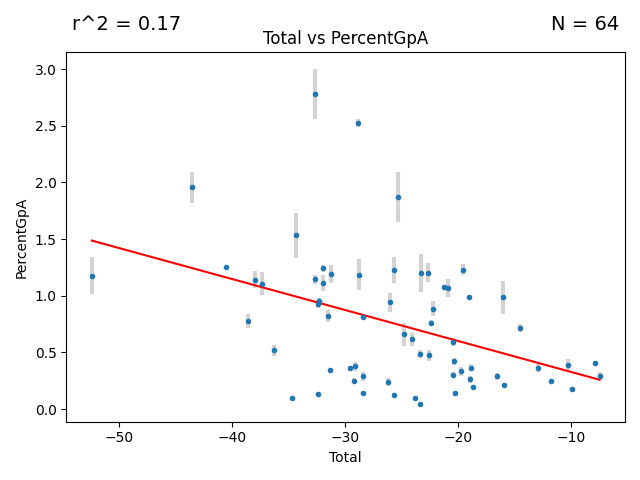 r^2 = 0.17
N = 64
Total vs PercentGpA
PercentGpA
3.0
2.5
2.0
1.5
1.0
0.5
0.0
−50
−40
−30
−20
−10
Total